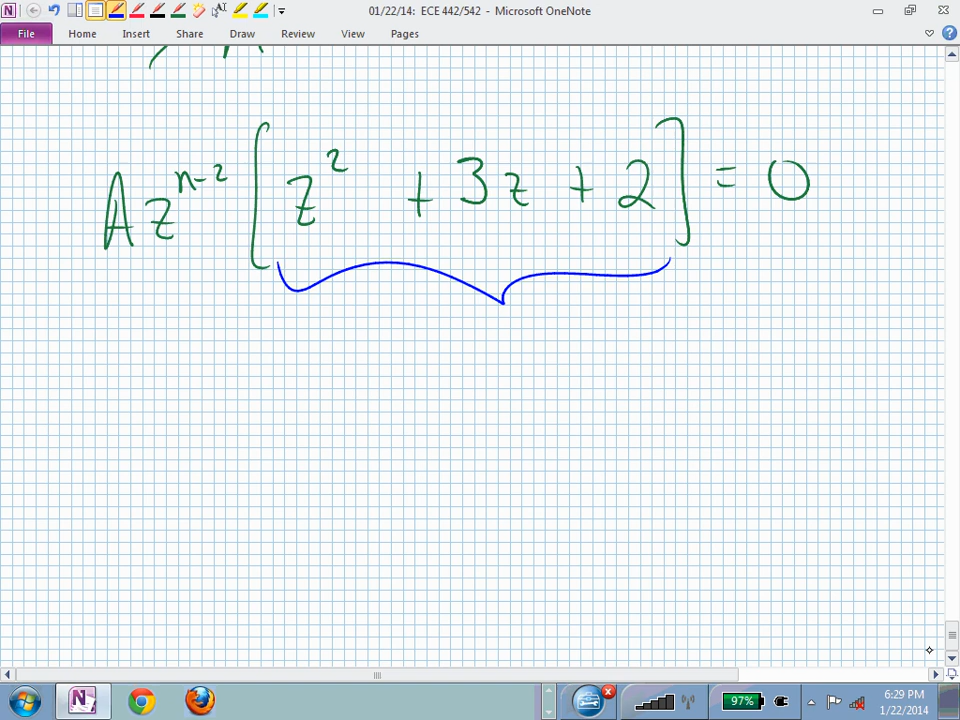 01/22/14: ECE 442/542 - Microsoft OneNote
File Home Insert Share Draw Review View Pages
A z^{n-2} [ z^2 + 3z + 2 ] = 0
97%
6:29 PM
1/22/2014